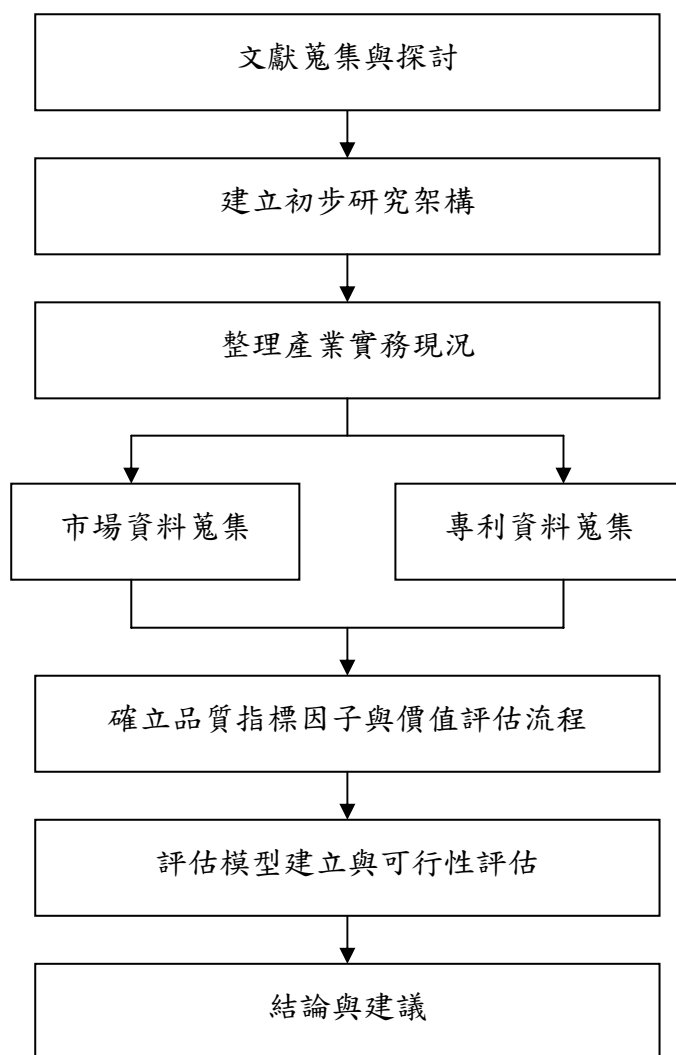 文獻蒐集與探討
建立初步研究架構
整理產業實務現況
市場資料蒐集
專利資料蒐集
確立品質指標因子與價值評估流程
評估模型建立與可行性評估
結論與建議